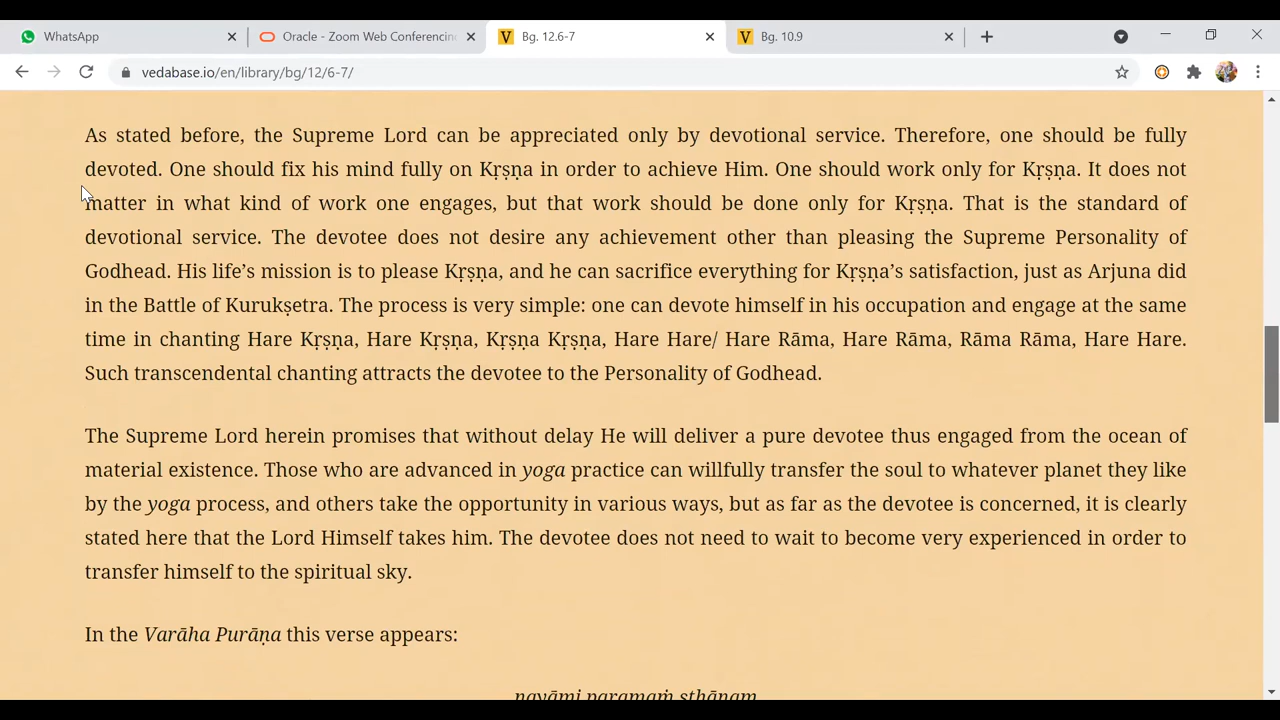 WhatsApp
Oracle - Zoom Web Conferencin
Bg. 12.6-7
Bg. 10.9
vedabase.io/en/library/bg/12/6-7/
As stated before, the Supreme Lord can be appreciated only by devotional service. Therefore, one should be fully
devoted. One should fix his mind fully on Kṛṣṇa in order to achieve Him. One should work only for Kṛṣṇa. It does not
matter in what kind of work one engages, but that work should be done only for Kṛṣṇa. That is the standard of
devotional service. The devotee does not desire any achievement other than pleasing the Supreme Personality of
Godhead. His life’s mission is to please Kṛṣṇa, and he can sacrifice everything for Kṛṣṇa’s satisfaction, just as Arjuna did
in the Battle of Kurukṣetra. The process is very simple: one can devote himself in his occupation and engage at the same
time in chanting Hare Kṛṣṇa, Hare Kṛṣṇa, Kṛṣṇa Kṛṣṇa, Hare Hare/ Hare Rāma, Hare Rāma, Rāma Rāma, Hare Hare.
Such transcendental chanting attracts the devotee to the Personality of Godhead.
The Supreme Lord herein promises that without delay He will deliver a pure devotee thus engaged from the ocean of
material existence. Those who are advanced in yoga practice can willfully transfer the soul to whatever planet they like
by the yoga process, and others take the opportunity in various ways, but as far as the devotee is concerned, it is clearly
stated here that the Lord Himself takes him. The devotee does not need to wait to become very experienced in order to
transfer himself to the spiritual sky.
In the Varāha Purāṇa this verse appears:
nayāmi paramaṁ sthānam